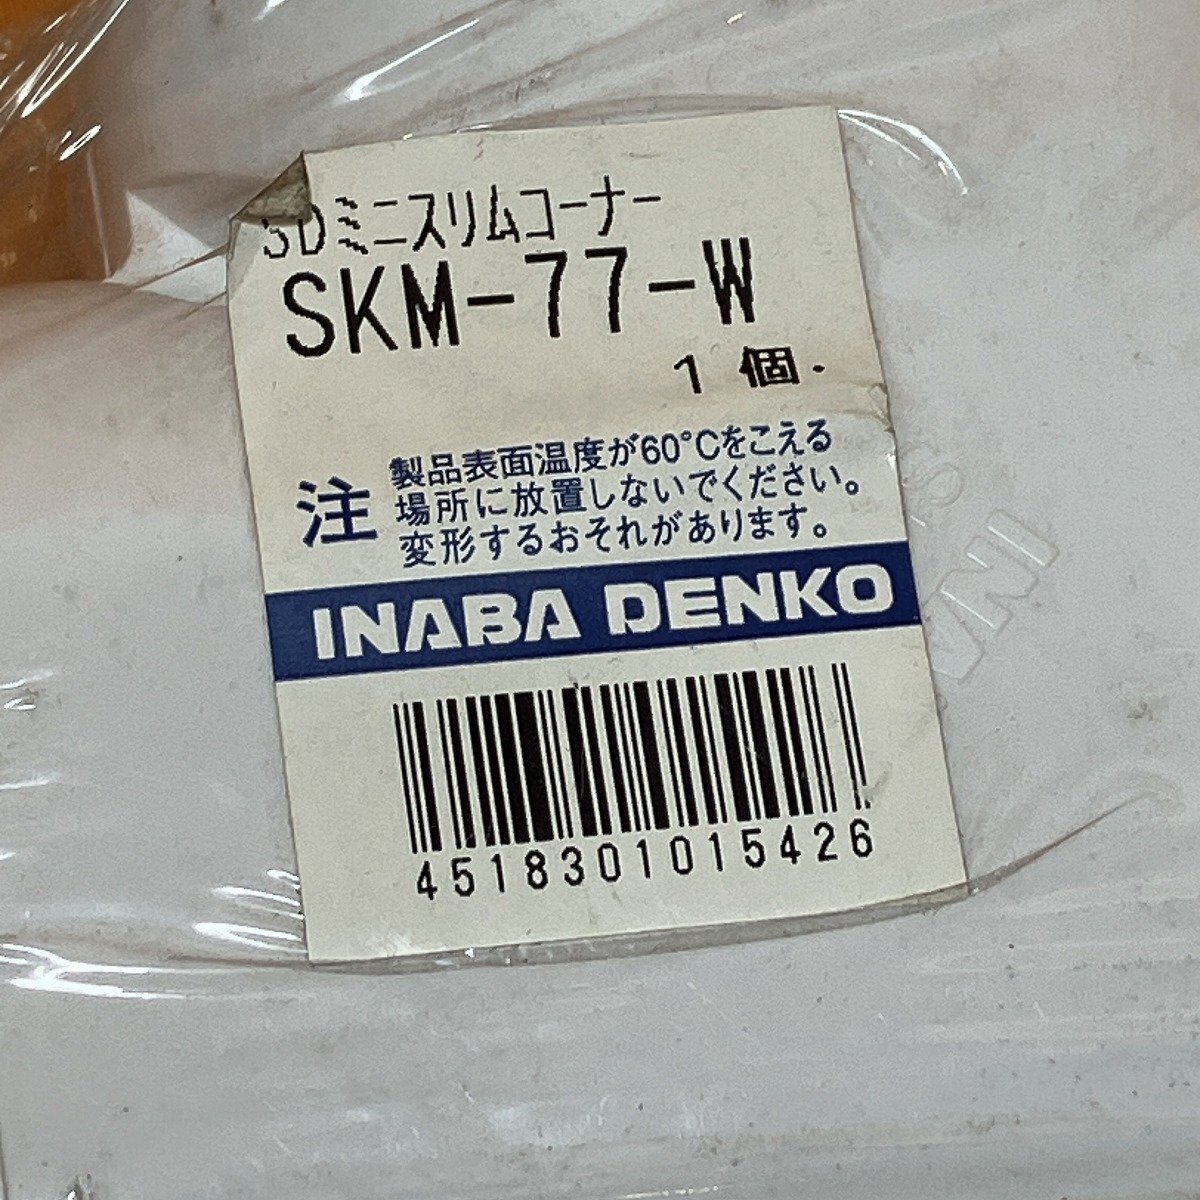 SDミニスリムコーナー
SKM-77-W
1個.
注
製品表面温度が60°Cをこえる
場所に放置しないでください。
変形するおそれがあります。
INABA DENKO
4518301015426